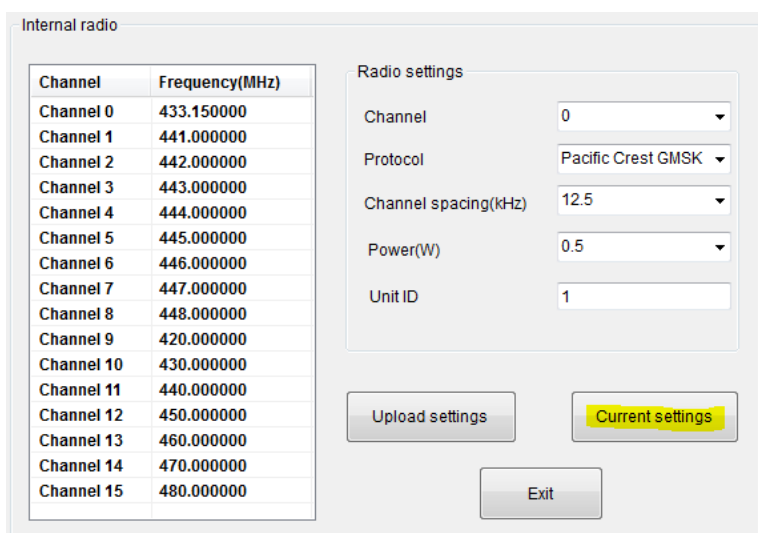 Internal radio
Channel Frequency(MHz)
Channel 0 433.150000
Channel 1 441.000000
Channel 2 442.000000
Channel 3 443.000000
Channel 4 444.000000
Channel 5 445.000000
Channel 6 446.000000
Channel 7 447.000000
Channel 8 448.000000
Channel 9 420.000000
Channel 10 430.000000
Channel 11 440.000000
Channel 12 450.000000
Channel 13 460.000000
Channel 14 470.000000
Channel 15 480.000000
Radio settings
Channel 0
Protocol Pacific Crest GMSK
Channel spacing(kHz) 12.5
Power(W) 0.5
Unit ID 1
Upload settings Current settings
Exit